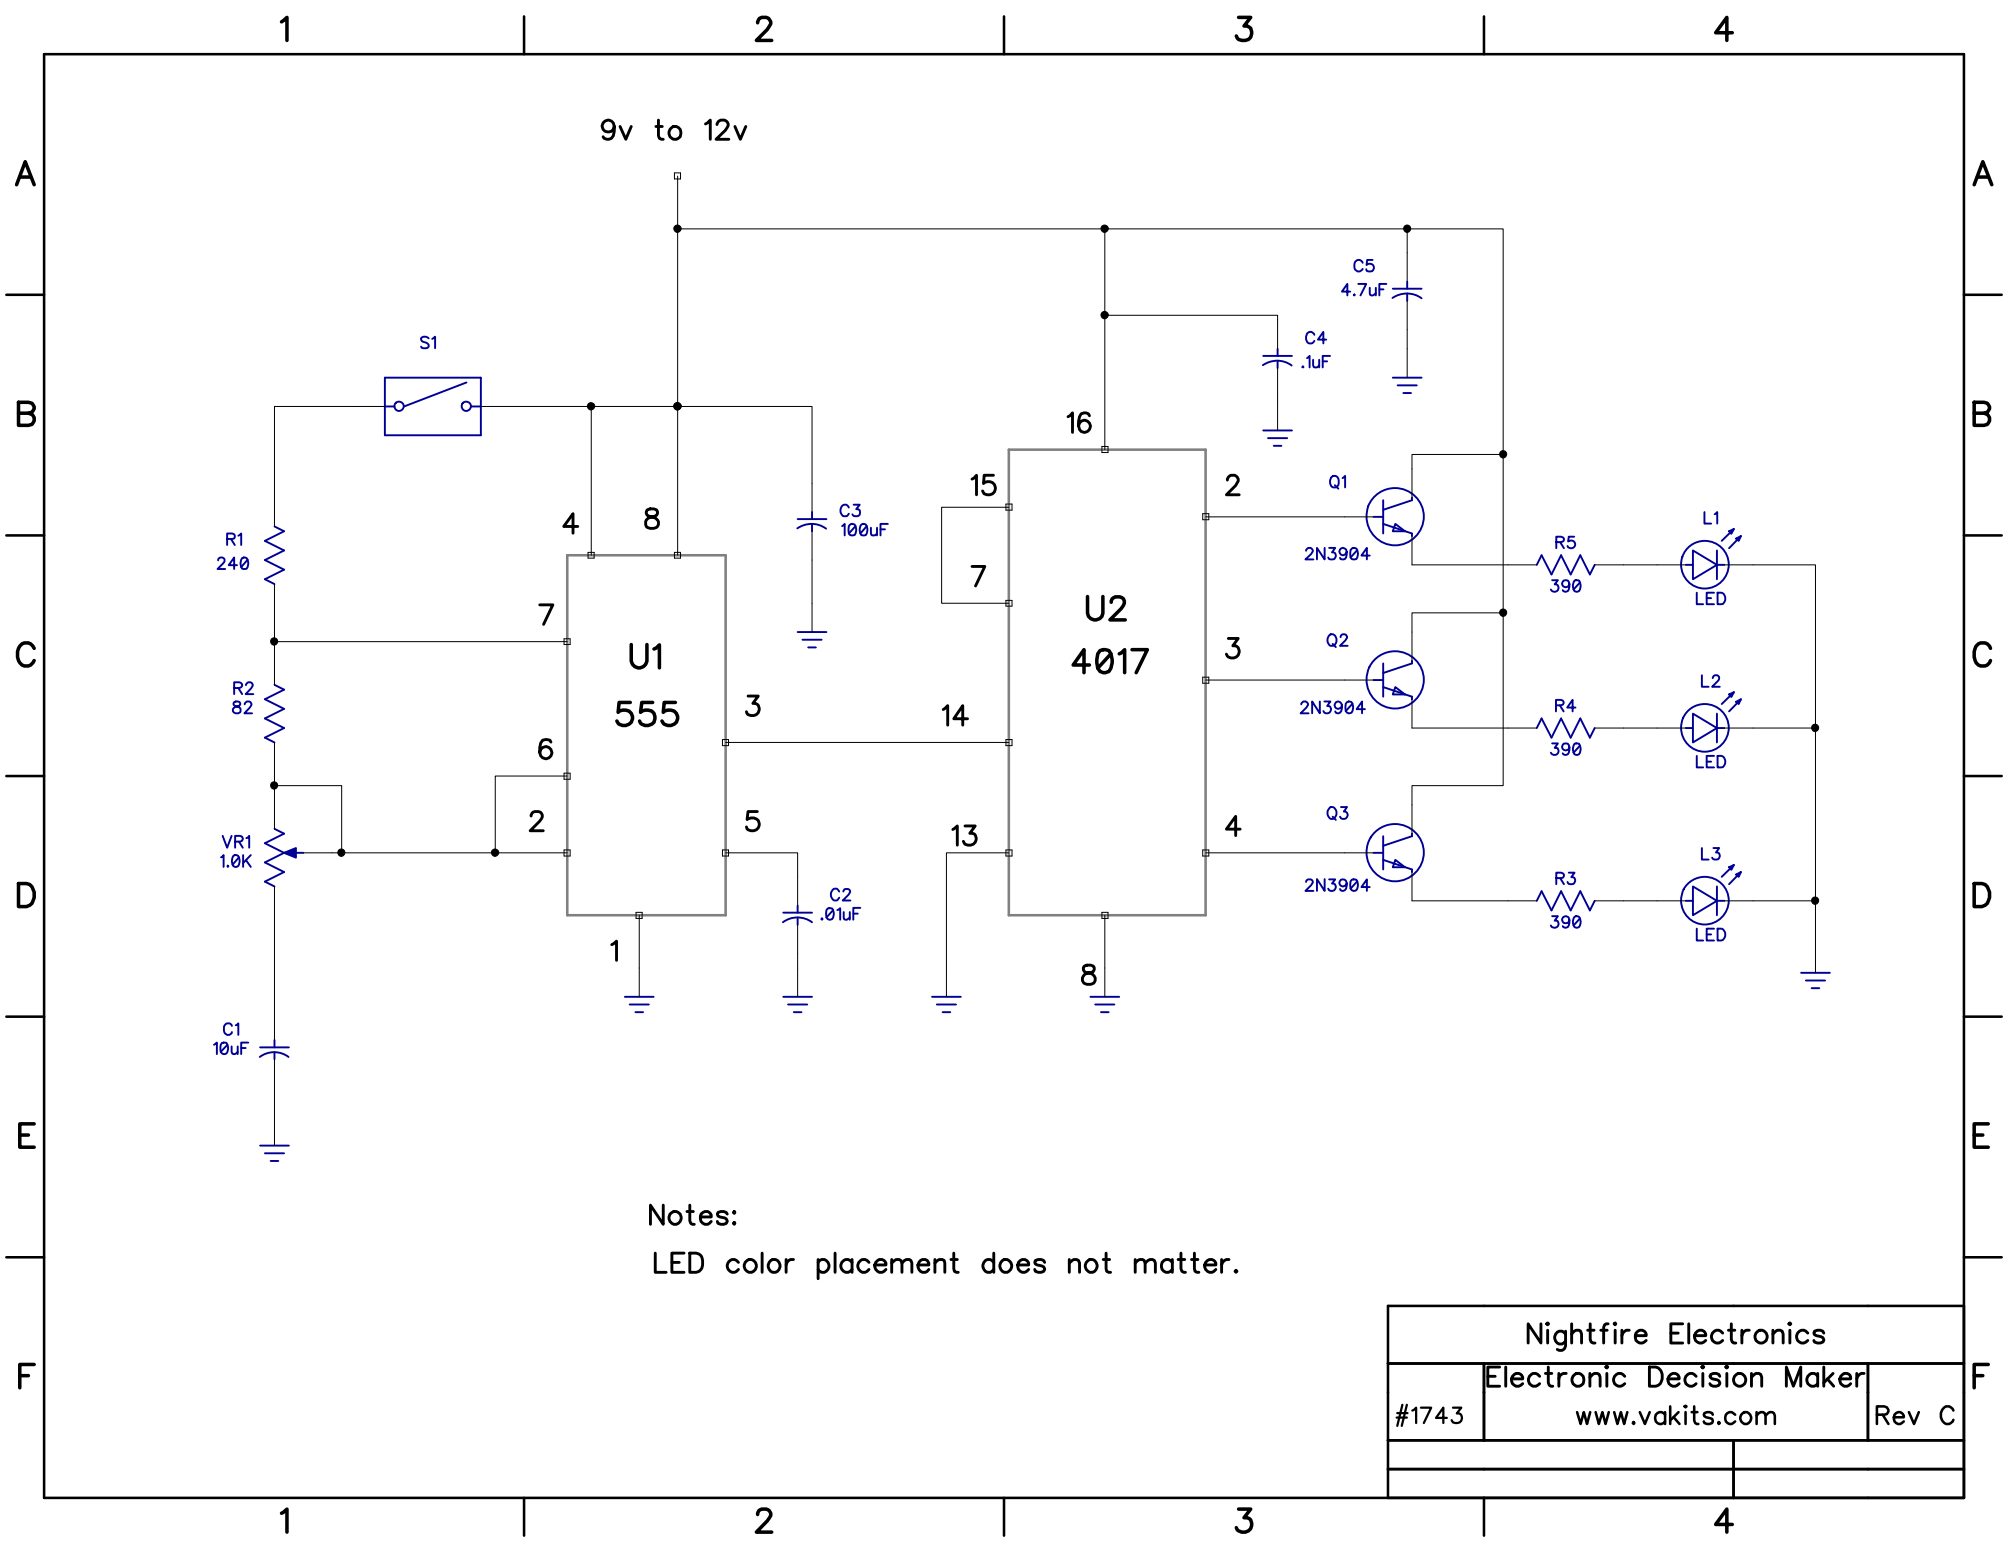 1 2 3 4
A A
9v to 12v
C5
4.7uF
S1
C4
.1uF
B B
16
15
2
Q1
4 8
C3
100uF
L1
R1
240
2N3904
R5
390
7
LED
7
U2
4017
C C
U1
555
3
Q2
R2
82
L2
3
14
2N3904
R4
390
6
LED
2
5
13
4
Q3
VR1
1.0K
L3
D D
C2
.01uF
2N3904
R3
390
LED
1
8
C1
10uF
E E
Notes:
LED color placement does not matter.
Nightfire Electronics
F F
Electronic Decision Maker
#1743 www.vakits.com Rev C
1 2 3 4